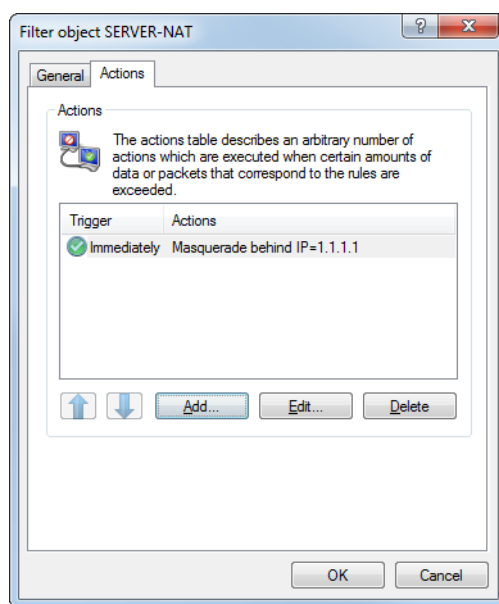 Filter object SERVER-NAT
?
General Actions
Actions
The actions table describes an arbitrary number of
actions which are executed when certain amounts of
data or packets that correspond to the rules are
exceeded.
Trigger Actions
Immediately Masquerade behind IP=1.1.1.1
Add... Edit... Delete
OK Cancel